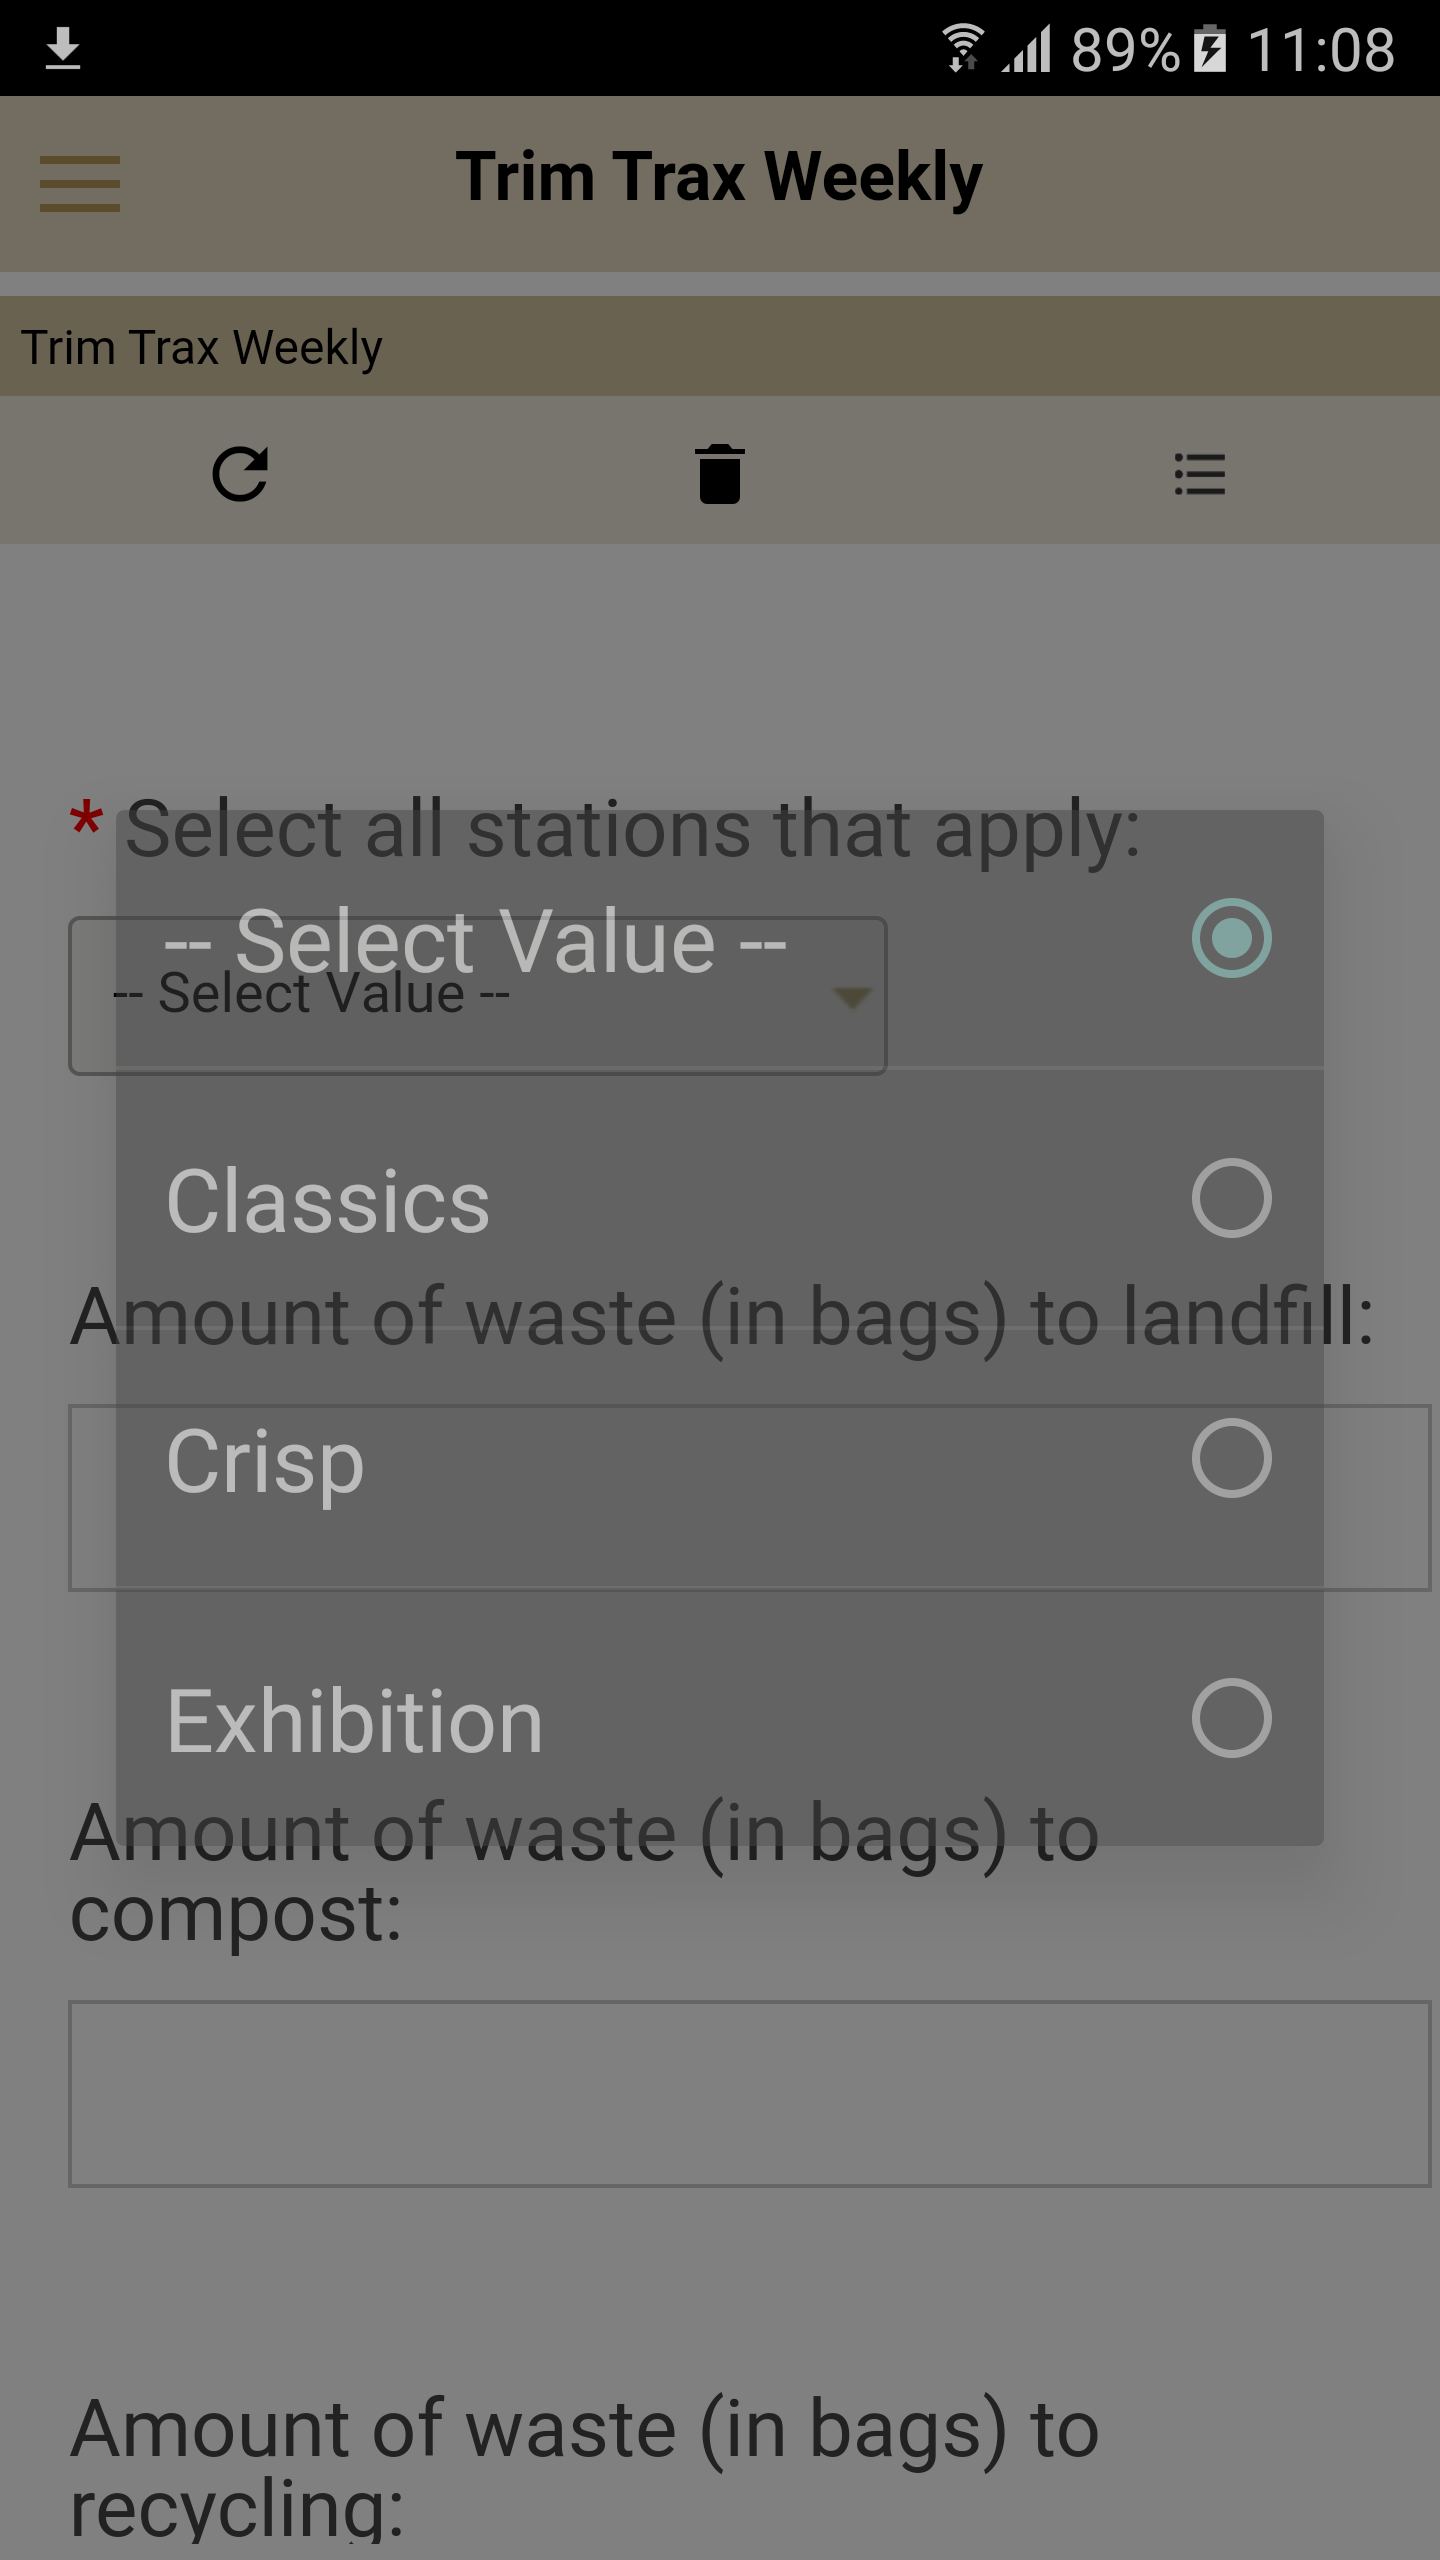 89% 11:08
Trim Trax Weekly
Trim Trax Weekly
* Select all stations that apply:
-- Select Value --
-- Select Value --
Classics
Amount of waste (in bags) to landfill:
Crisp
Exhibition
Amount of waste (in bags) to
compost:
Amount of waste (in bags) to
recycling: